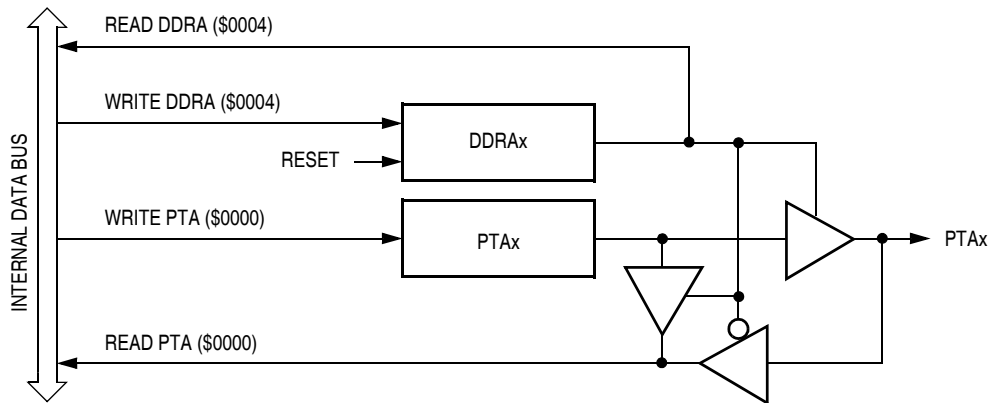 READ DDRA ($0004)
WRITE DDRA ($0004)
DDRAx
RESET
INTERNAL DATA BUS
WRITE PTA ($0000)
PTAx
PTAx
READ PTA ($0000)